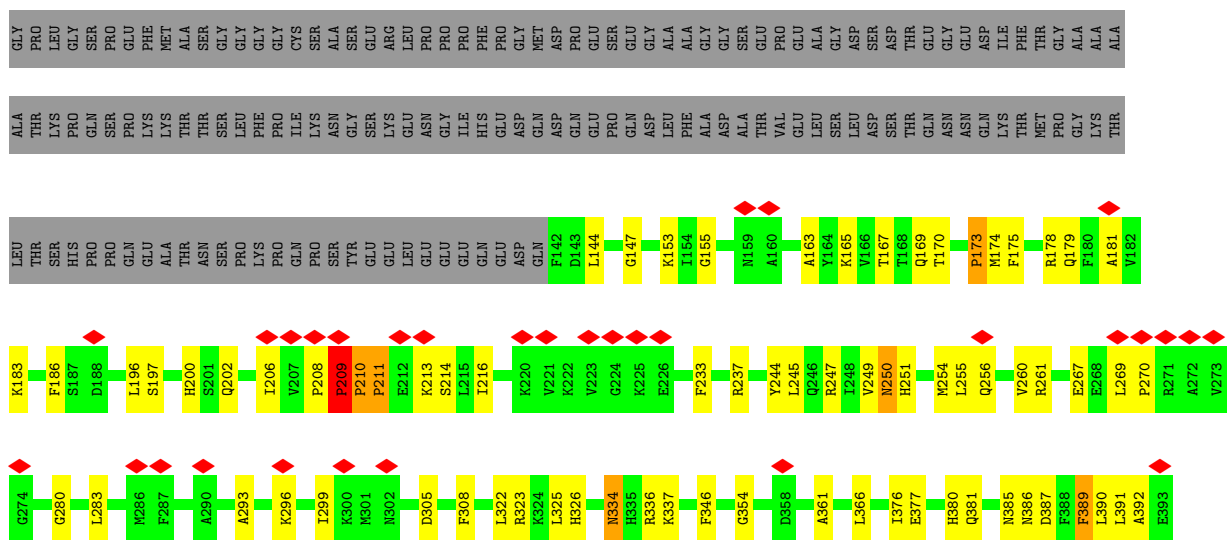 GLY PRO LEU GLY SER PRO GLU PHE MET ALA SER GLY GLY GLY GLY CYS SER ALA SER GLU ARG LEU PRO PRO PRO PHE PRO GLY MET ASP PRO GLU SER GLU GLY ALA ALA GLY GLY SER GLU PRO GLU ALA GLY ASP SER ASP THR GLU GLY GLU ASP ILE PHE THR GLY ALA ALA ALA
ALA THR LYS PRO GLN SER PRO LYS LYS THR THR SER LEU PHE PRO ILE LYS ASN GLY SER LYS GLU ASN GLY ILE HIS GLU ASP GLN ASP GLN GLU PRO GLN ASP LEU PHE ALA ASP ALA THR VAL GLU LEU SER LEU ASP SER THR GLN ASN ASN GLN LYS THR MET PRO GLY LYS THR
LEU THR SER HIS PRO PRO GLN GLU ALA THR ASN SER PRO LYS PRO GLN PRO SER TYR GLU GLU LEU GLU GLU GLU GLN GLU ASP GLN F142 D143 L144 G147 K153 I154 G155 N159 A160 A163 Y164 K165 V166 T167 T168 Q169 T170 P173 M174 F175 R178 Q179 F180 A181 V182
K183 F186 S187 D188 L196 S197 H200 S201 Q202 I206 V207 P208 P209 P210 P211 E212 K213 S214 L215 I216 K220 V221 K222 V223 G224 K225 E226 F233 R237 Y244 L245 Q246 R247 I248 V249 N250 H251 M254 L255 Q256 V260 R261 E267 E268 L269 P270 R271 A272 V273
G274 G280 L283 M286 F287 A290 A293 K296 I299 K300 M301 N302 D305 F308 L322 R323 K324 L325 H326 N334 H335 R336 K337 F346 G354 D358 A361 L366 I376 E377 H380 Q381 N385 N386 D387 F388 F389 L390 L391 A392 E393